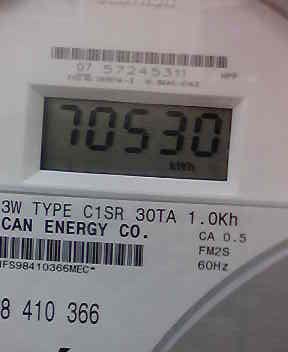 07 57245311
70530
kWh
3W TYPE C1SR 30TA 1.0Kh
CAN ENERGY CO.
CA 0.5
FM2S
60Hz
IFS98410366MEC*
8 410 366